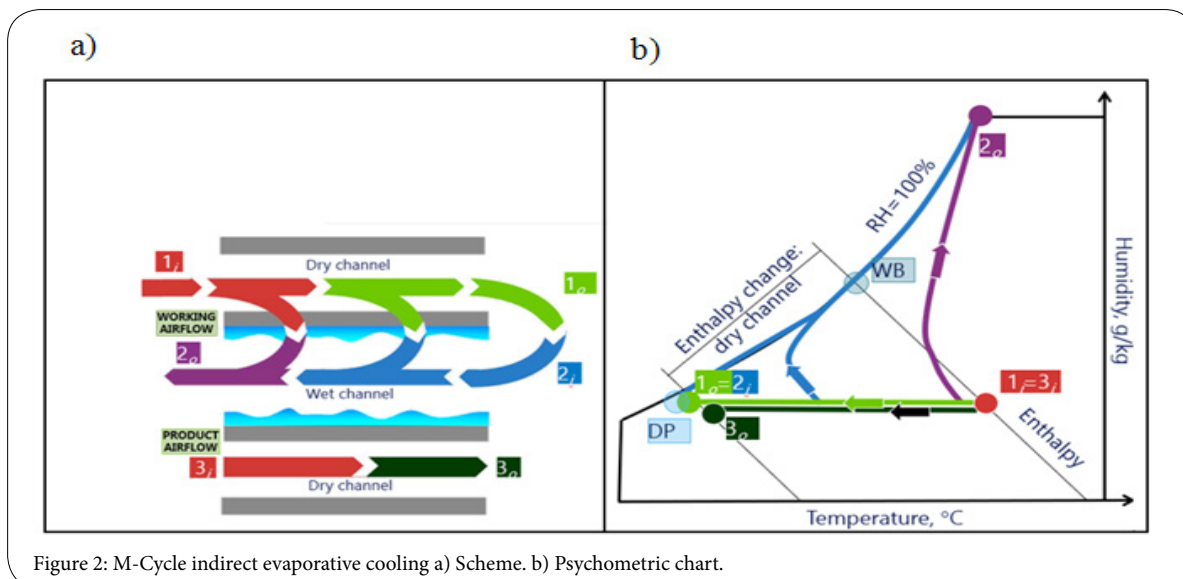 a)
1i
Dry channel
1o
WORKING
AIRFLOW
2o
2i
Wet channel
PRODUCT
AIRFLOW
3i
3o
Dry channel
b)
2o
RH=100%
WB
Enthalpy change:
dry channel
Humidity, g/kg
1o=2i
1i=3i
DP
3o
Enthalpy
Temperature, °C
Figure 2: M-Cycle indirect evaporative cooling a) Scheme. b) Psychometric chart.